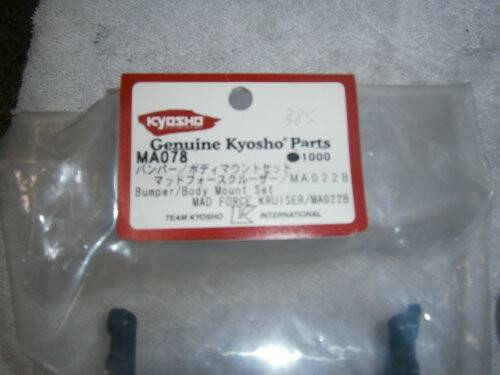 385
KYOSHO
Genuine Kyosho Parts
MA078 ●1000
バンパー/ボディマウントセット
マッドフォースクルーザー/MA022B
Bumper/Body Mount Set
MAD FORCE KRUISER/MA022B
TEAM KYOSHO K INTERNATIONAL